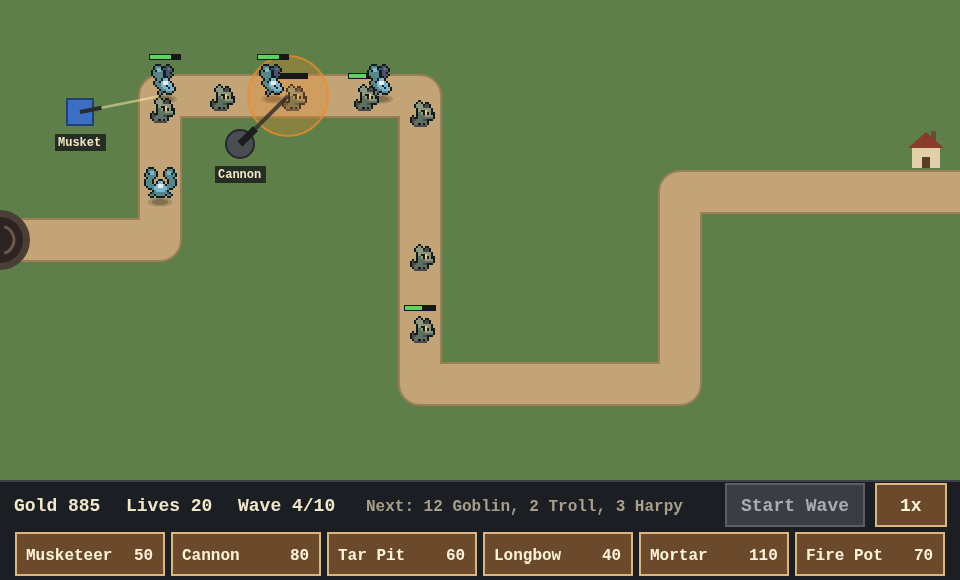 Musket
Cannon
Gold 885 Lives 20 Wave 4/10 Next: 12 Goblin, 2 Troll, 3 Harpy Start Wave 1x
Musketeer 50 Cannon 80 Tar Pit 60 Longbow 40 Mortar 110 Fire Pot 70